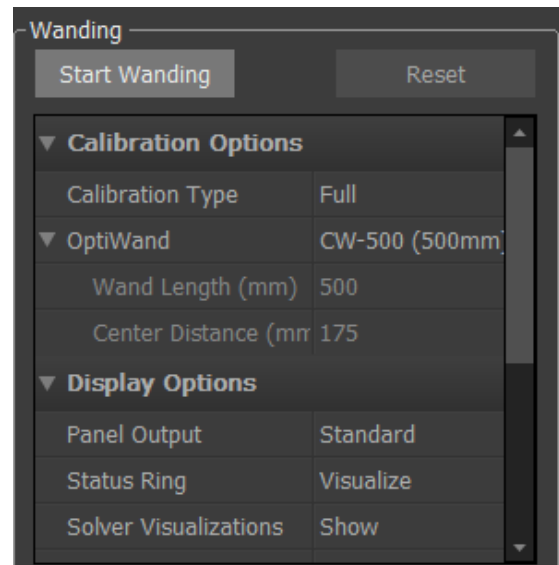 Wanding
Start Wanding Reset
Calibration Options
Calibration Type Full
OptiWand CW-500 (500mm)
Wand Length (mm) 500
Center Distance (mm 175
Display Options
Panel Output Standard
Status Ring Visualize
Solver Visualizations Show